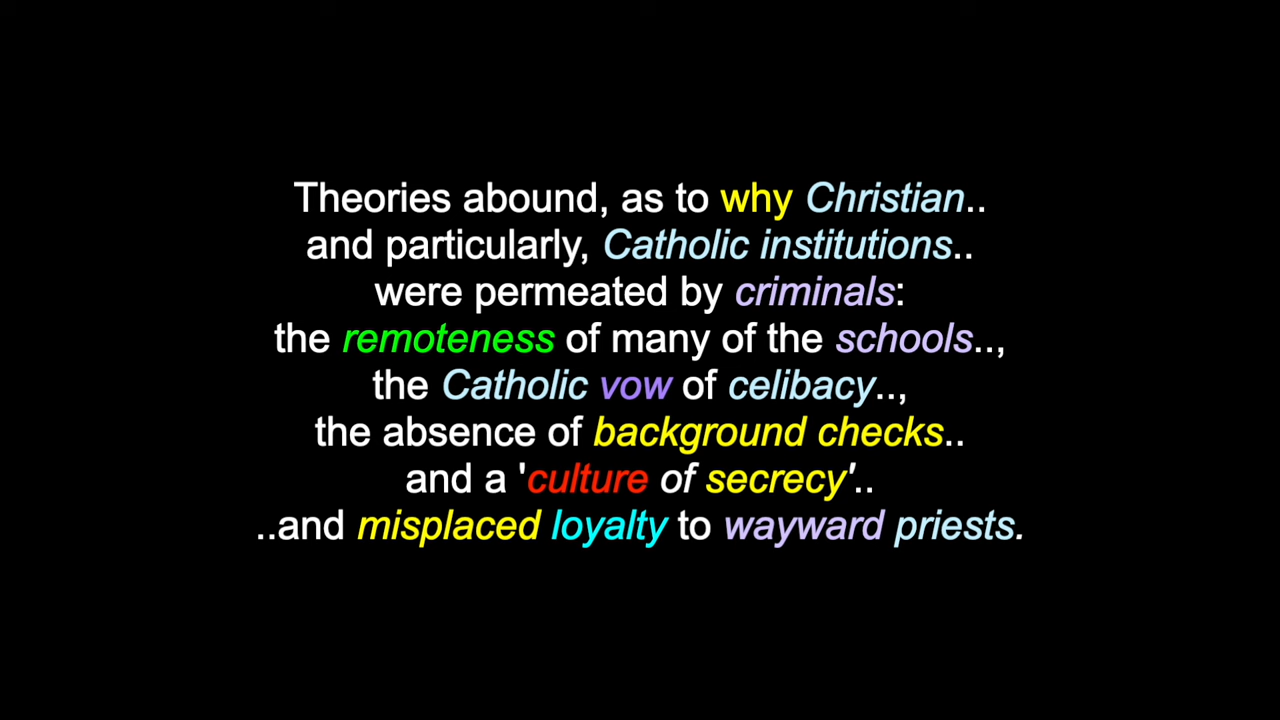 Theories abound, as to why Christian..
and particularly, Catholic institutions..
were permeated by criminals:
the remoteness of many of the schools..,
the Catholic vow of celibacy..,
the absence of background checks..
and a 'culture of secrecy'..
..and misplaced loyalty to wayward priests.